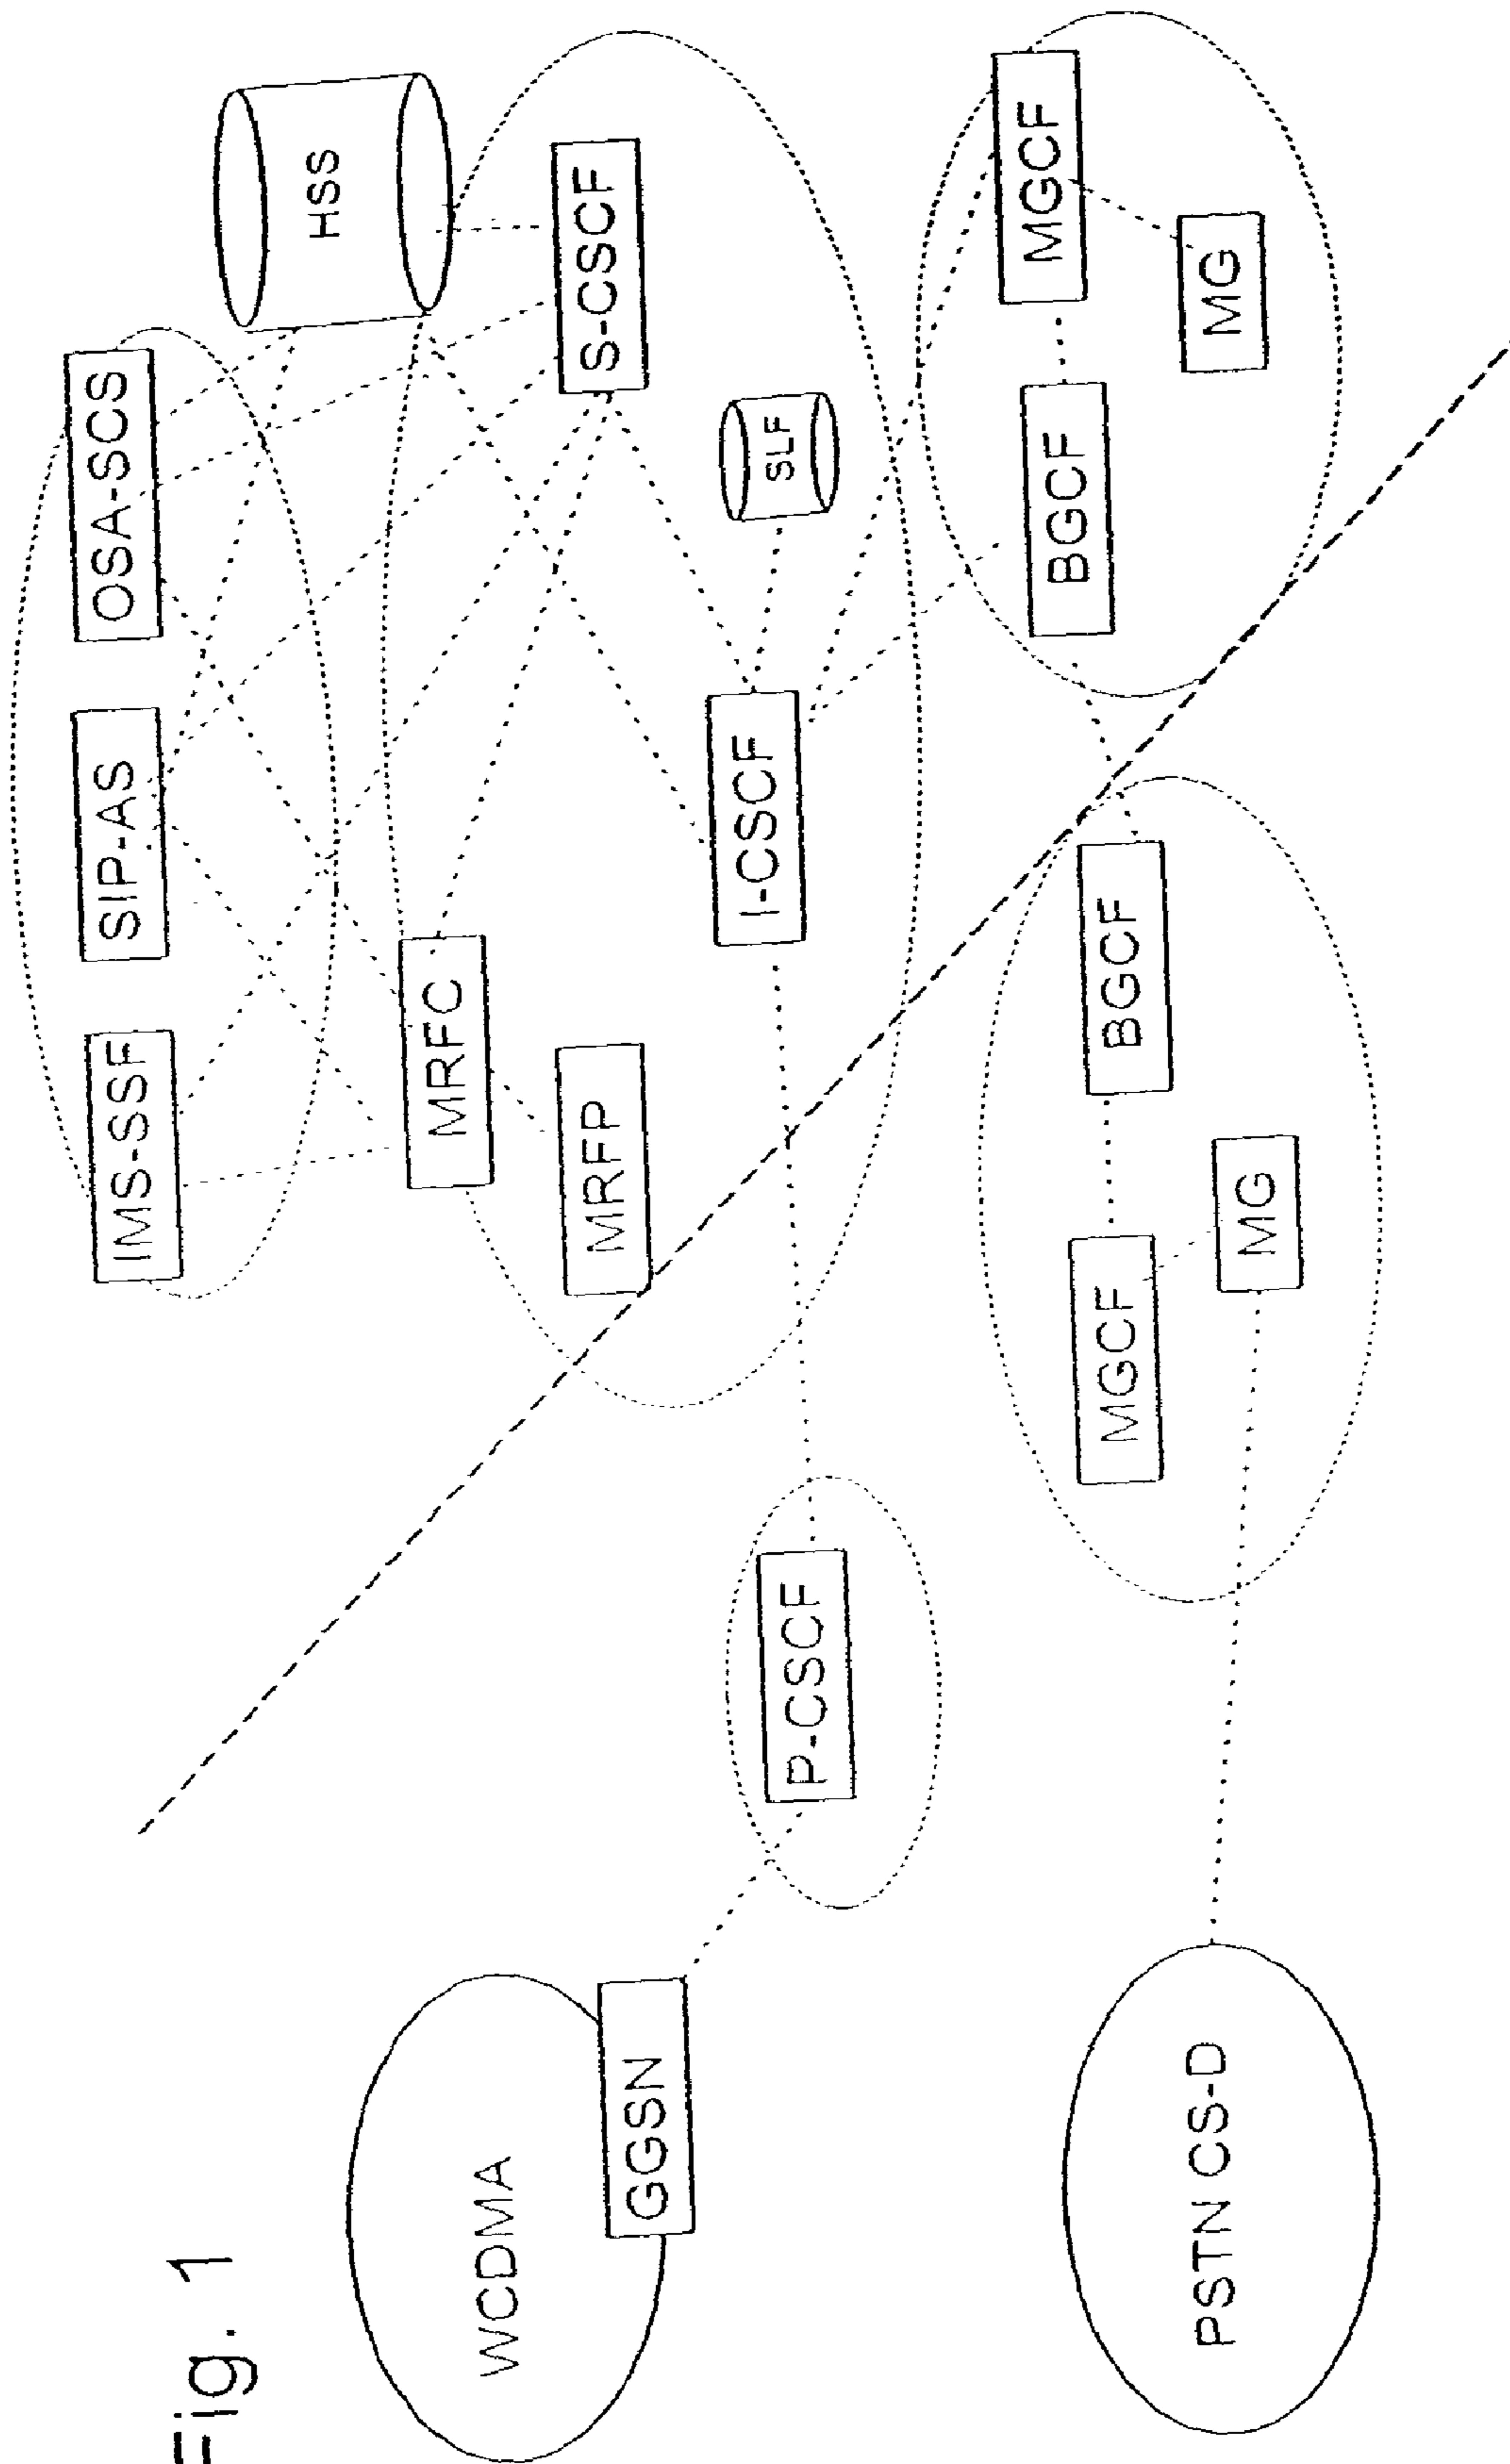 Fig. 1
IMS-SSF
SIP-AS
OSA-SCS
HSS
MRFC
MRFP
S-CSCF
SLF
I-CSCF
WCDMA
GGSN
P-CSCF
MGCF
BGCF
MG
BGCF
MGCF
MG
PSTN CS-D